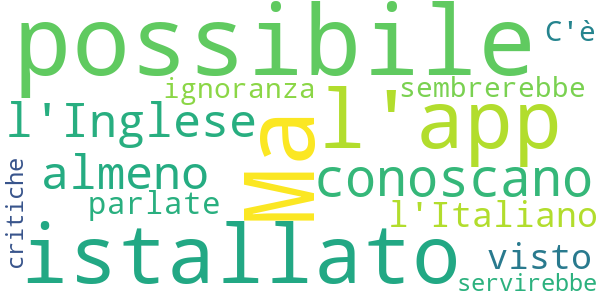 possibile
C'è
ignoranza
sembrerebbe
l'Inglese
Ma
l'app
almeno
conoscano
critiche
parlate
l'Italiano
istallato
visto
servirebbe